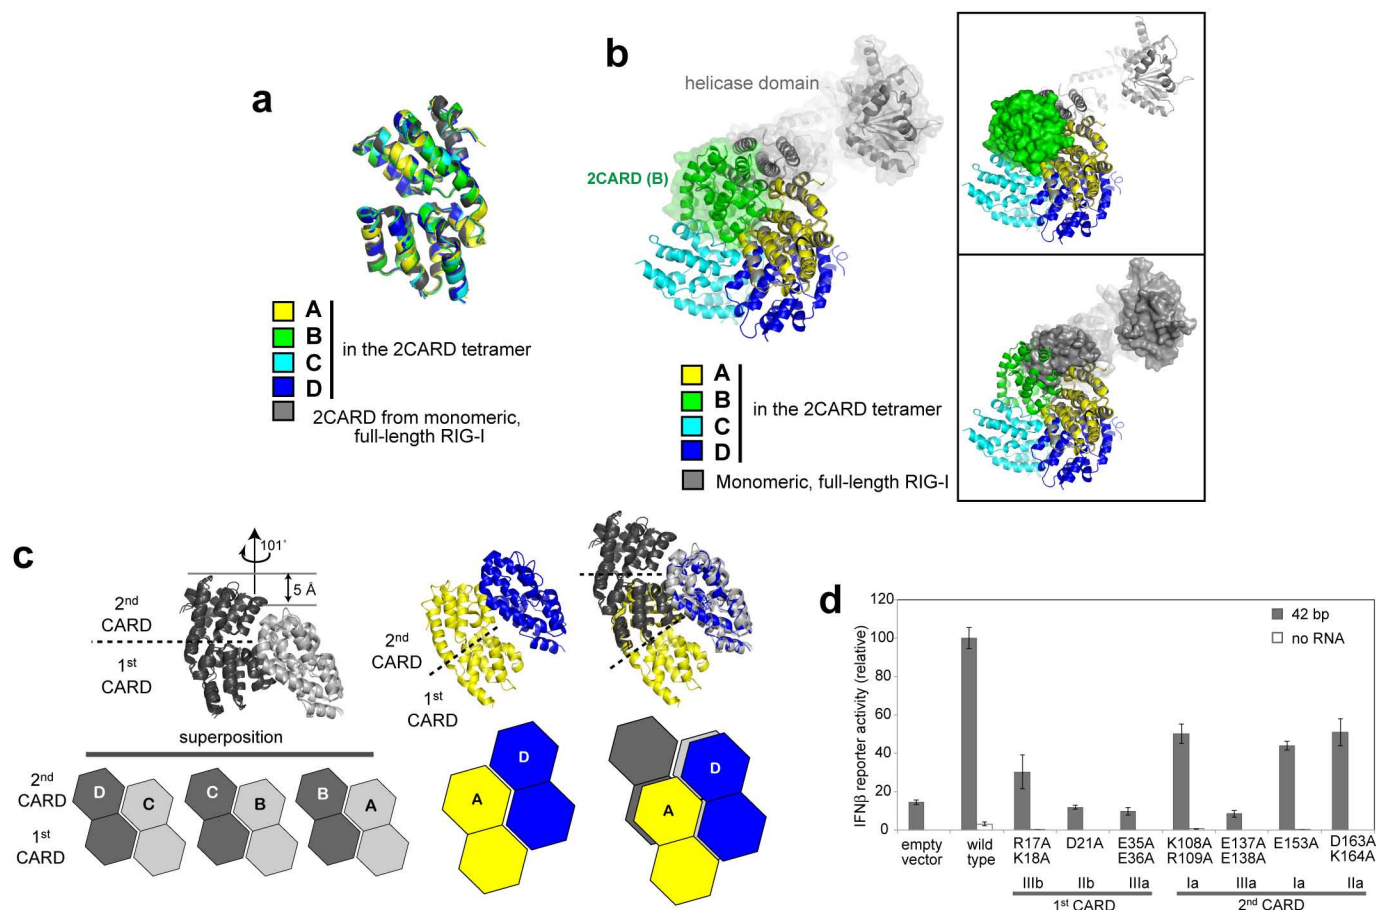 a
A
B
C
D
in the 2CARD tetramer
2CARD from monomeric,
full-length RIG-I
b
helicase domain
2CARD (B)
A
B
C
D
in the 2CARD tetramer
Monomeric, full-length RIG-I
c
101°
5 Å
2nd
CARD
1st
CARD
superposition
2nd
CARD
1st
CARD
D
C
C
B
B
A
2nd
CARD
1st
CARD
D
A
D
A
d
IFNβ reporter activity (relative)
120
100
80
60
40
20
0
42 bp
no RNA
empty
vector
wild
type
R17A
K18A
D21A
E35A
E36A
K108A
R109A
E137A
E138A
E153A
D163A
K164A
IIIb
IIb
IIIa
Ia
IIIa
Ia
IIa
1st CARD
2nd CARD